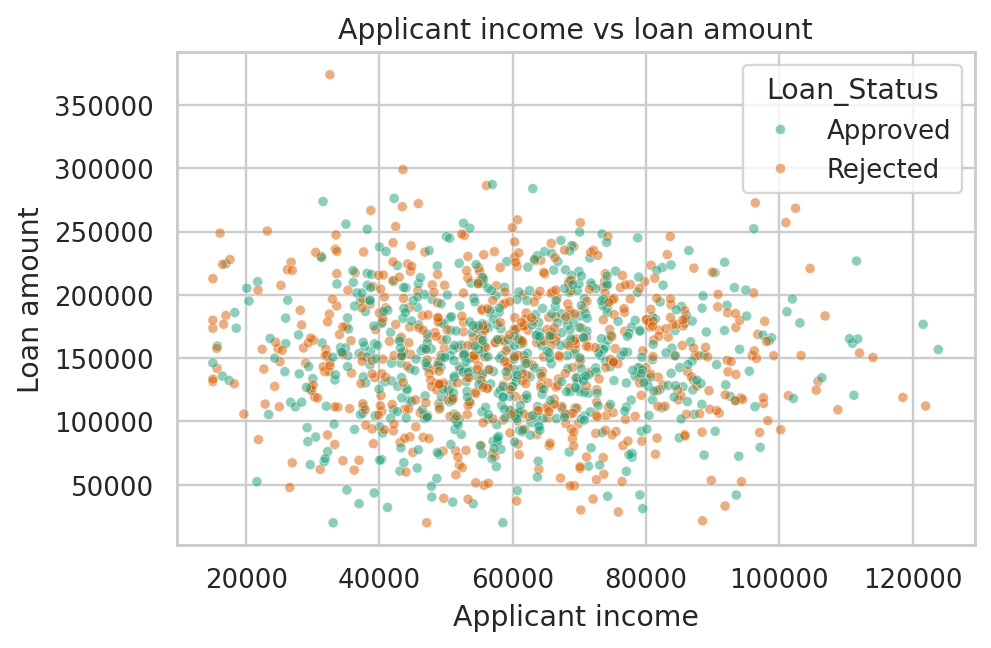 Applicant income vs loan amount
Loan_Status
Approved
Rejected
Loan amount
350000
300000
250000
200000
150000
100000
50000
20000 40000 60000 80000 100000 120000
Applicant income